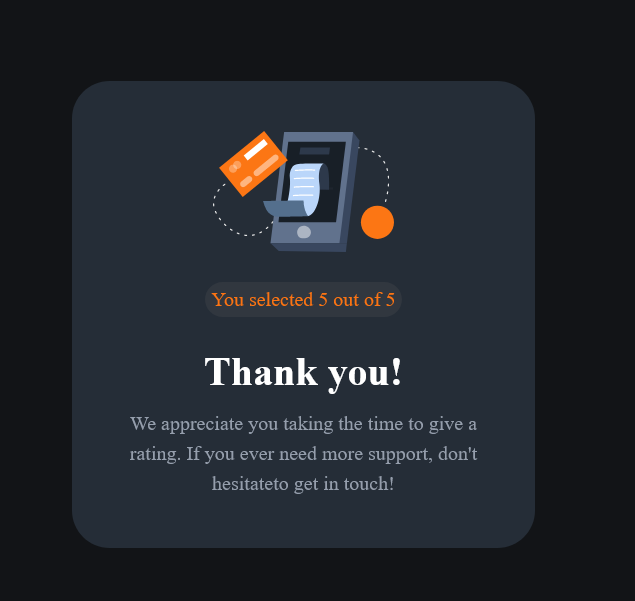 You selected 5 out of 5
Thank you!
We appreciate you taking the time to give a
rating. If you ever need more support, don't
hesitateto get in touch!